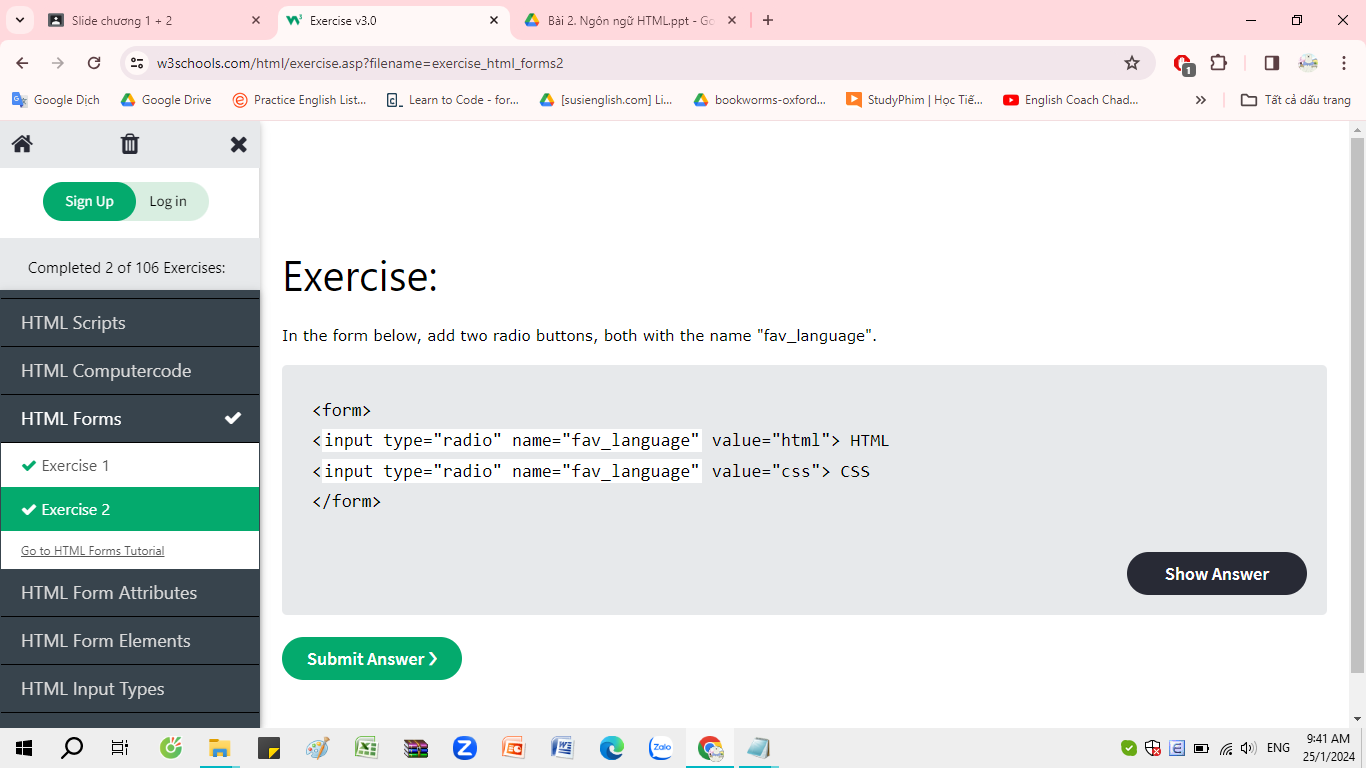 Slide chương 1 + 2
Exercise v3.0
Bài 2. Ngôn ngữ HTML.ppt - Go
w3schools.com/html/exercise.asp?filename=exercise_html_forms2
1
Google Dịch
Google Drive
Practice English List...
Learn to Code - for...
[susienglish.com] Li...
bookworms-oxford...
StudyPhim | Học Tiế...
English Coach Chad...
»
Tất cả dấu trang
Sign Up
Log in
Completed 2 of 106 Exercises:
HTML Scripts
HTML Computercode
HTML Forms
Exercise 1
Exercise 2
Go to HTML Forms Tutorial
HTML Form Attributes
HTML Form Elements
HTML Input Types
Exercise:
In the form below, add two radio buttons, both with the name "fav_language".
<form>
<input type="radio" name="fav_language" value="html"> HTML
<input type="radio" name="fav_language" value="css"> CSS
</form>
Show Answer
Submit Answer ❯
Zalo
ENG
9:41 AM
25/1/2024